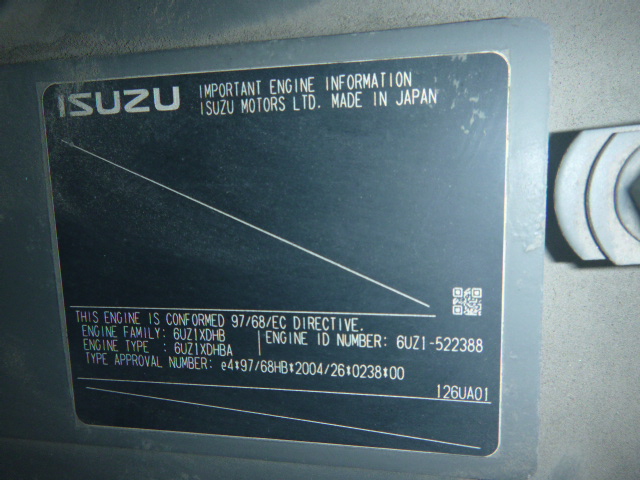 ISUZU
IMPORTANT ENGINE INFORMATION
ISUZU MOTORS LTD. MADE IN JAPAN
THIS ENGINE IS CONFORMED 97/68/EC DIRECTIVE.
ENGINE FAMILY: 6UZ1XDHB
ENGINE ID NUMBER: 6UZ1-522388
ENGINE TYPE : 6UZ1XDHBA
TYPE APPROVAL NUMBER: e4*97/68HB*2004/26*0238*00
126UA01